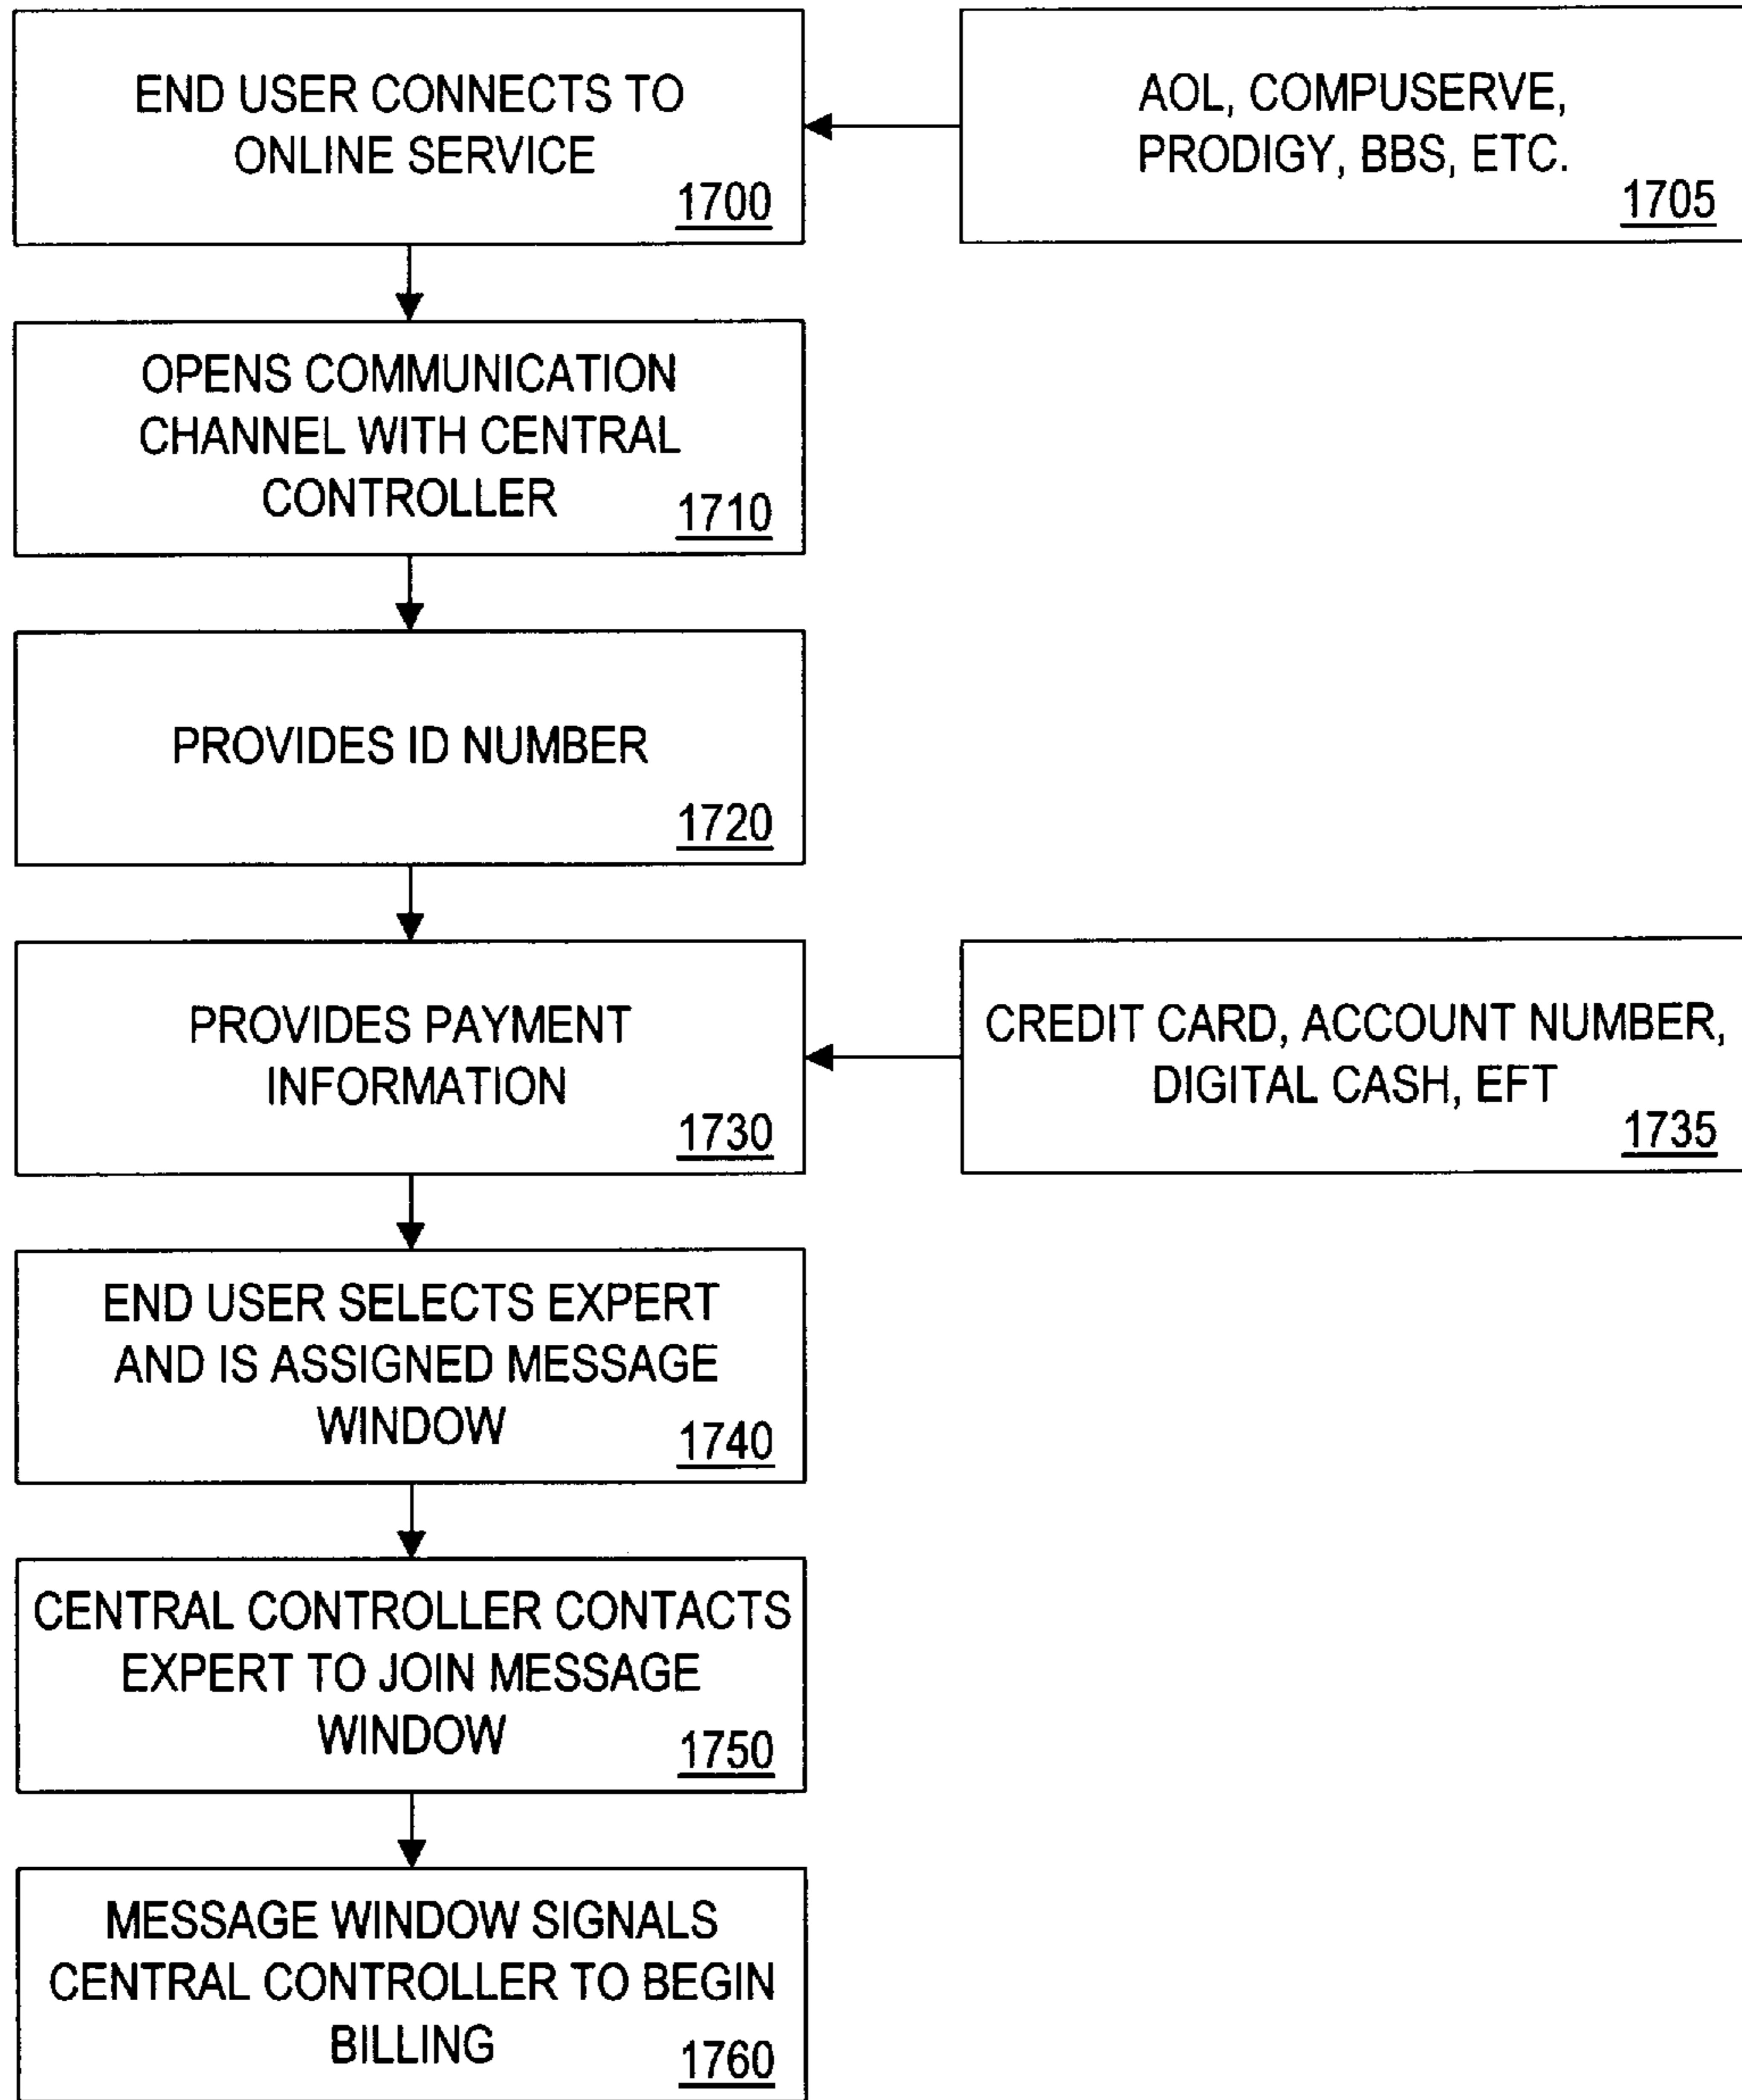 END USER CONNECTS TO
ONLINE SERVICE
1700
AOL, COMPUSERVE,
PRODIGY, BBS, ETC.
1705
OPENS COMMUNICATION
CHANNEL WITH CENTRAL
CONTROLLER
1710
PROVIDES ID NUMBER
1720
PROVIDES PAYMENT
INFORMATION
1730
CREDIT CARD, ACCOUNT NUMBER,
DIGITAL CASH, EFT
1735
END USER SELECTS EXPERT
AND IS ASSIGNED MESSAGE
WINDOW
1740
CENTRAL CONTROLLER CONTACTS
EXPERT TO JOIN MESSAGE
WINDOW
1750
MESSAGE WINDOW SIGNALS
CENTRAL CONTROLLER TO BEGIN
BILLING
1760